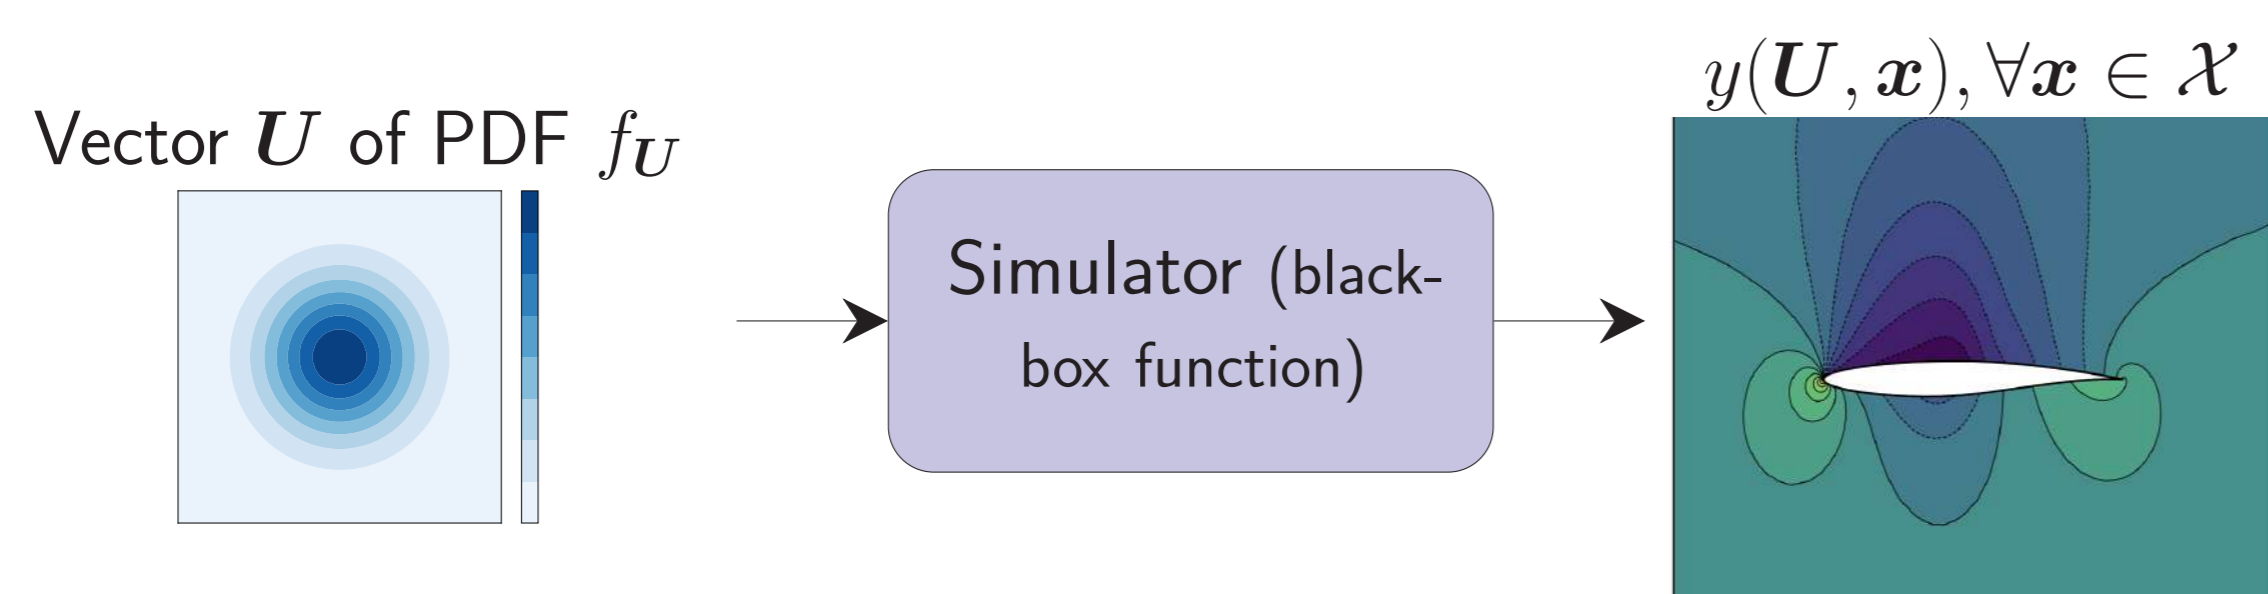 Vector U of PDF f_U
Simulator (black-
box function)
y(U, x), ∀x ∈ 𝒳